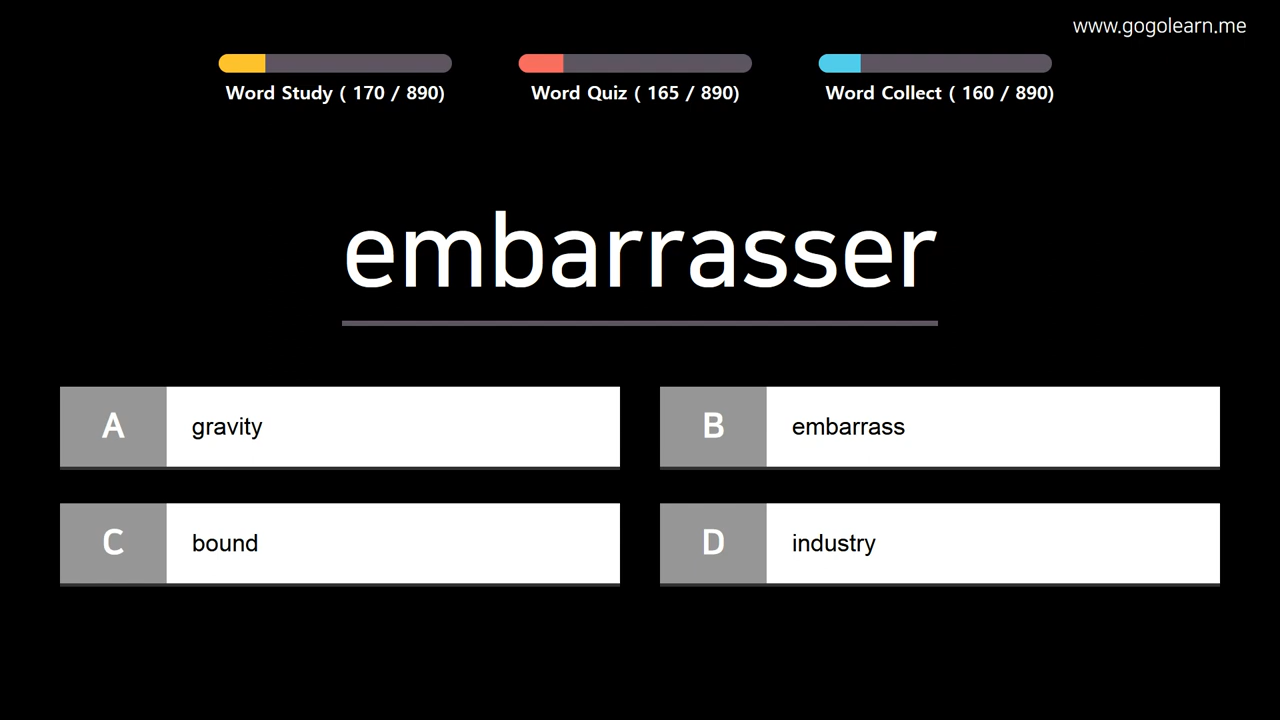 www.gogolearn.me
Word Study ( 170 / 890)
Word Quiz ( 165 / 890)
Word Collect ( 160 / 890)
embarrasser
A gravity
B embarrass
C bound
D industry